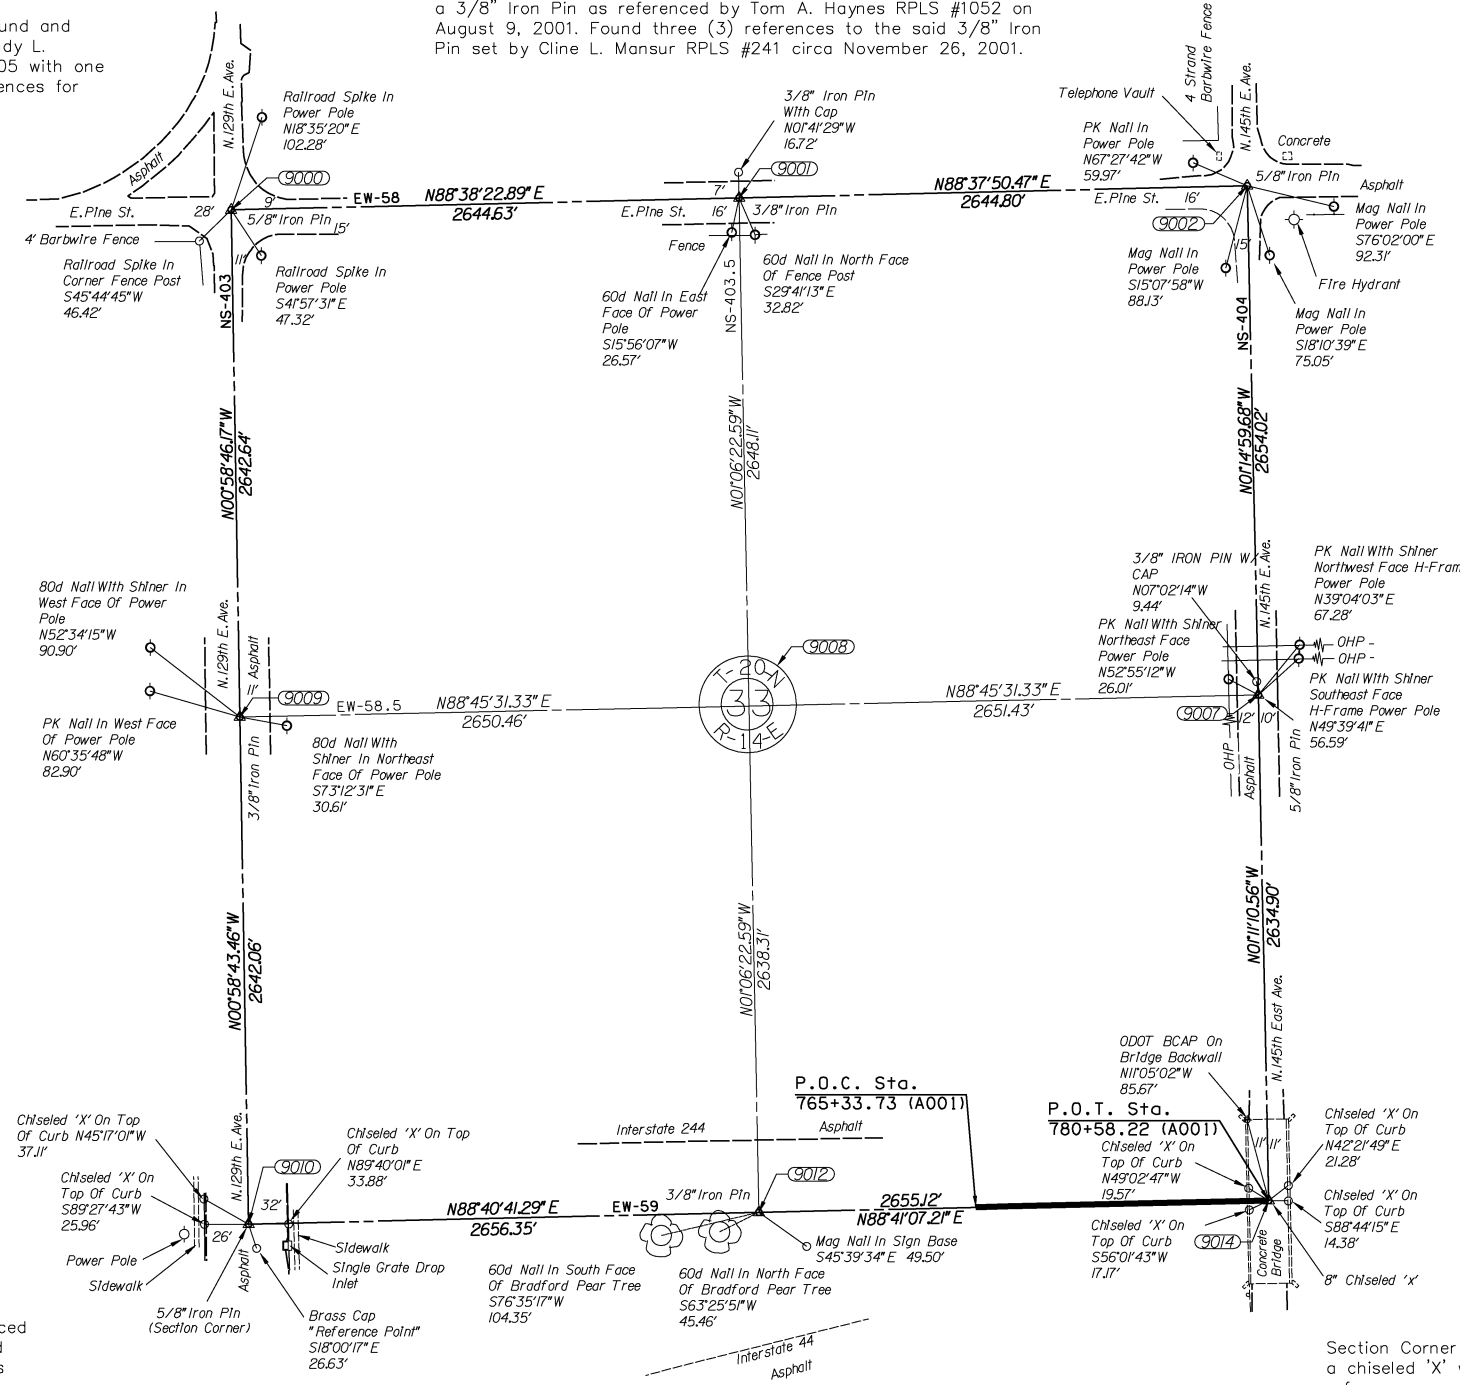 a 3/8" Iron Pin as referenced by Tom A. Haynes RPLS #1052 on
August 9, 2001. Found three (3) references to the said 3/8" Iron
Pin set by Cline L. Mansur RPLS #241 circa November 26, 2001.
und and
dy L.
05 with one
ences for
N.129th E. Ave.
Asphalt
Railroad Spike In
Power Pole
N18°35'20" E
102.28'
9000
28'
9'
E.Pine St.
5/8" Iron Pin
15'
11'
4' Barbwire Fence
Railroad Spike In
Corner Fence Post
S45°44'45" W
46.42'
Railroad Spike In
Power Pole
S41°57'31" E
47.32'
NS-403
EW-58
N88°38'22.89" E
2644.63'
3/8" Iron Pin
With Cap
N01°41'29" W
16.72'
9001
7'
E.Pine St.
16'
3/8" Iron Pin
Fence
60d Nail In East
Face Of Power
Pole
S15°56'07" W
26.57'
60d Nail In North Face
Of Fence Post
S29°41'13" E
32.82'
NS-403.5
N88°37'50.47" E
2644.80'
4 Strand
Barbwire Fence
N.145th E. Ave.
Telephone Vault
PK Nail In
Power Pole
N67°27'42" W
59.97'
Concrete
5/8" Iron Pin
Asphalt
E.Pine St.
16'
9002
15'
Mag Nail In
Power Pole
S15°07'58" W
88.13'
Mag Nail In
Power Pole
S76°02'00" E
92.31'
Fire Hydrant
Mag Nail In
Power Pole
S18°10'39" E
75.05'
NS-404
N00°58'46.17" W
2642.64'
N01°06'22.59" W
2648.11'
N01°14'59.68" W
2654.02'
80d Nail With Shiner In
West Face Of Power
Pole
N52°34'15" W
90.90'
N.129th E. Ave.
Asphalt
11'
9009
PK Nail In West Face
Of Power Pole
N60°35'48" W
82.90'
3/8" Iron Pin
80d Nail With
Shiner In Northeast
Face Of Power Pole
S73°12'31" E
30.61'
EW-58.5
N88°45'31.33" E
2650.46'
T-20-N
33
R-14-E
9008
N88°45'31.33" E
2651.43'
3/8" IRON PIN W/
CAP
N07°02'14" W
9.44'
N.145th E. Ave.
PK Nail With Shiner
Northwest Face H-Fram
Power Pole
N39°04'03" E
67.28'
PK Nail With Shiner
Northeast Face
Power Pole
N52°55'12" W
26.01'
OHP -
OHP -
PK Nail With Shiner
Southeast Face
H-Frame Power Pole
N49°39'41" E
56.59'
9007
12'
10'
OHP
Asphalt
5/8" Iron Pin
N00°58'43.46" W
2642.06'
N01°06'22.59" W
2638.31'
N01°11'10.56" W
2634.90'
Chiseled 'X' On Top
Of Curb N45°17'01" W
37.11'
Chiseled 'X' On
Top Of Curb
S89°27'43" W
25.96'
Power Pole
Sidewalk
N.129th E. Ave.
9010
32'
26'
Asphalt
Chiseled 'X' On Top
Of Curb
N89°40'01" E
33.88'
Sidewalk
Single Grate Drop
Inlet
5/8" Iron Pin
(Section Corner)
Brass Cap
"Reference Point"
S18°00'17" E
26.63'
N88°40'41.29" E
2656.35'
EW-59
Interstate 244
Asphalt
3/8" Iron Pin
9012
60d Nail In South Face
Of Bradford Pear Tree
S76°35'17" W
104.35'
60d Nail In North Face
Of Bradford Pear Tree
S63°25'51" W
45.46'
Mag Nail In Sign Base
S45°39'34" E 49.50'
Interstate 44
Asphalt
P.O.C. Sta.
765+33.73 (A001)
2655.12'
N88°41'07.21" E
P.O.T. Sta.
780+58.22 (A001)
ODOT BCAP On
Bridge Backwall
N11°05'02" W
85.67'
N.145th East Ave.
Chiseled 'X' On
Top Of Curb
N49°02'47" W
19.57'
11'
11'
Chiseled 'X' On
Top Of Curb
N42°21'49" E
21.28'
Chiseled 'X' On
Top Of Curb
S88°44'15" E
14.38'
Chiseled 'X' On
Top Of Curb
S56°01'43" W
17.17'
9014
Concrete
Bridge
8" Chiseled 'x'
ced
d
s
Section Corner
a chiseled 'X'